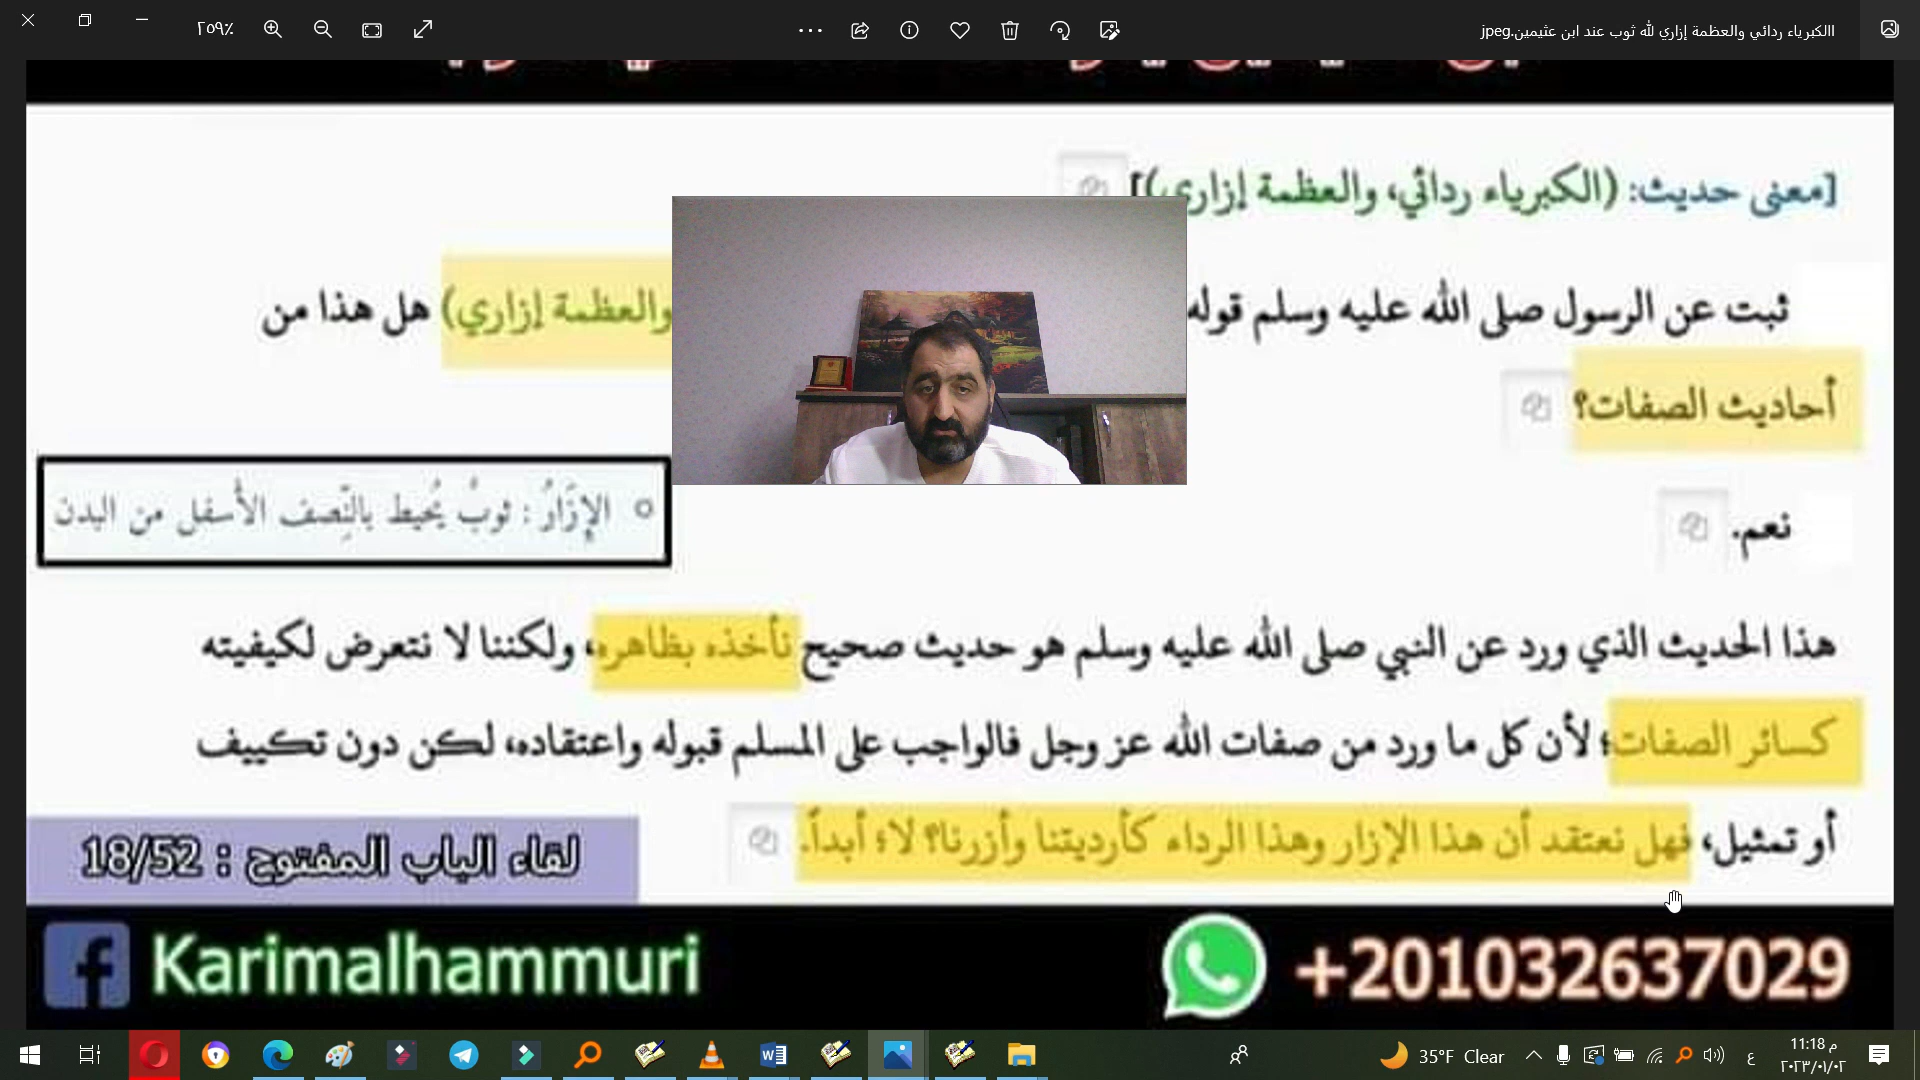 ٪٢٥٩
االكبرياء ردائي والعظمة إزاري لله ثوب عند ابن عثيمين.jpeg
[معنى حديث: (الكبرياء ردائي، والعظمة إزاري)]
ثبت عن الرسول صلى الله عليه وسلم قوله
والعظمة إزاري) هل هذا من
أحاديث الصفات؟
نعم.
الإِزَارُ : ثوبٌ يُحيط بالنِّصف الأسفل من البدن
هذا الحديث الذي ورد عن النبي صلى الله عليه وسلم هو حديث صحيح نأخذه بظاهره، ولكننا لا نتعرض لكيفيته
كسائر الصفات؛ لأن كل ما ورد من صفات الله عز وجل فالواجب على المسلم قبوله واعتقاده، لكن دون تكييف
أو تمثيل، فهل نعتقد أن هذا الإزار وهذا الرداء كأرديتنا وأزرنا؟ لا؛ أبداً.
لقاء الباب المفتوح : 18/52
Karimalhammuri
+201032637029
35°F Clear
ع
11:18 م
٢٠٢٣/٠١/٠٢